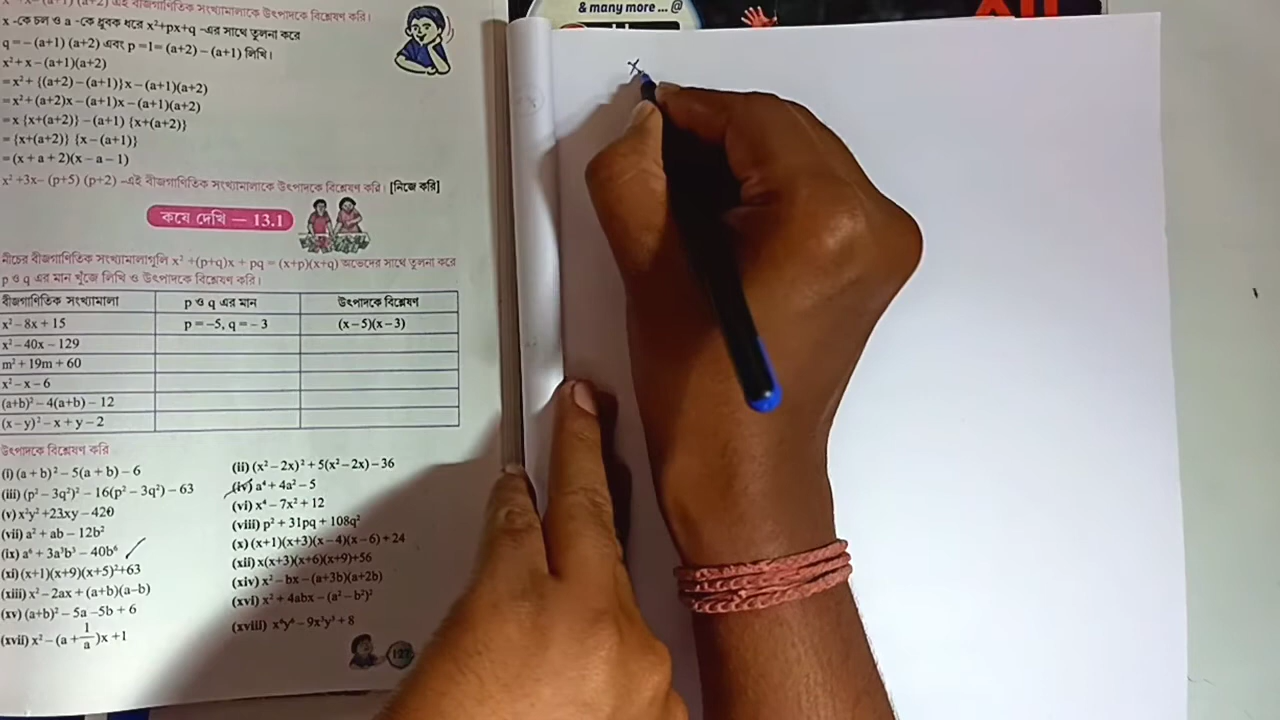 এই বীজগাণিতিক সংখ্যামালাকে উৎপাদকে বিশ্লেষণ করি।
x -কে চল ও a -কে ধ্রুবক ধরে x²+px+q -এর সাথে তুলনা করে
q = – (a+1) (a+2) এবং p =1= (a+2) – (a+1) লিখি।
x²+ x – (a+1)(a+2)
=x²+ {(a+2) – (a+1)}x – (a+1)(a+2)
=x²+ (a+2)x – (a+1)x – (a+1)(a+2)
= x {x+(a+2)} – (a+1) {x+(a+2)}
= {x+(a+2)} {x – (a+1)}
= (x + a + 2)(x – a – 1)
x² +3x– (p+5) (p+2) –এই বীজগাণিতিক সংখ্যামালাকে উৎপাদকে বিশ্লেষণ করি। [নিজে করি]
কষে দেখি — 13.1
নীচের বীজগাণিতিক সংখ্যামালাগুলি x² +(p+q)x + pq = (x+p)(x+q) অভেদের সাথে তুলনা করে
p ও q এর মান খুঁজে লিখি ও উৎপাদকে বিশ্লেষণ করি।
বীজগাণিতিক সংখ্যামালা p ও q এর মান উৎপাদকে বিশ্লেষণ
x² – 8x + 15 p = –5, q = – 3 (x – 5)(x – 3)
x² – 40x – 129
m² + 19m + 60
x² – x – 6
(a+b)² – 4(a+b) – 12
(x – y)² – x + y – 2
উৎপাদকে বিশ্লেষণ করি
(i) (a + b)² – 5(a + b) – 6
(ii) (x² – 2x)² + 5(x² – 2x) – 36
(iii) (p² – 3q²)² – 16(p² – 3q²) – 63
(iv) a⁴ + 4a² – 5
(v) x²y² +23xy – 420
(vi) x⁴ – 7x² + 12
(vii) a² + ab – 12b²
(viii) p² + 31pq + 108q²
(ix) a⁶ + 3a³b³ – 40b⁶
(x) (x+1)(x+3)(x – 4)(x – 6) + 24
(xi) (x+1)(x+9)(x+5)²+63
(xii) x(x+3)(x+6)(x+9)+56
(xiii) x² – 2ax + (a+b)(a–b)
(xiv) x² – bx – (a+3b)(a+2b)
(xv) (a+b)² – 5a –5b + 6
(xvi) x² + 4abx – (a² – b²)²
(xvii) x² – (a + 1/a)x +1
(xviii) x⁶y⁶ – 9x³y³ + 8
127
& many more ... @
XII
x